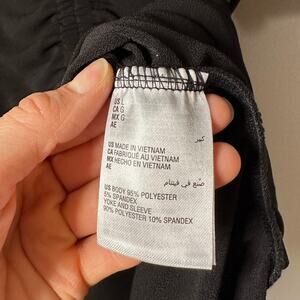 US L
CA G
MX G
AE كبير
US MADE IN VIETNAM
CA FABRIQUÉ AU VIETNAM
MX HECHO EN VIETNAM
AE صنع في فيتنام
US BODY 95% POLYESTER
5% SPANDEX
YOKE AND SLEEVE
90% POLYESTER 10% SPANDEX